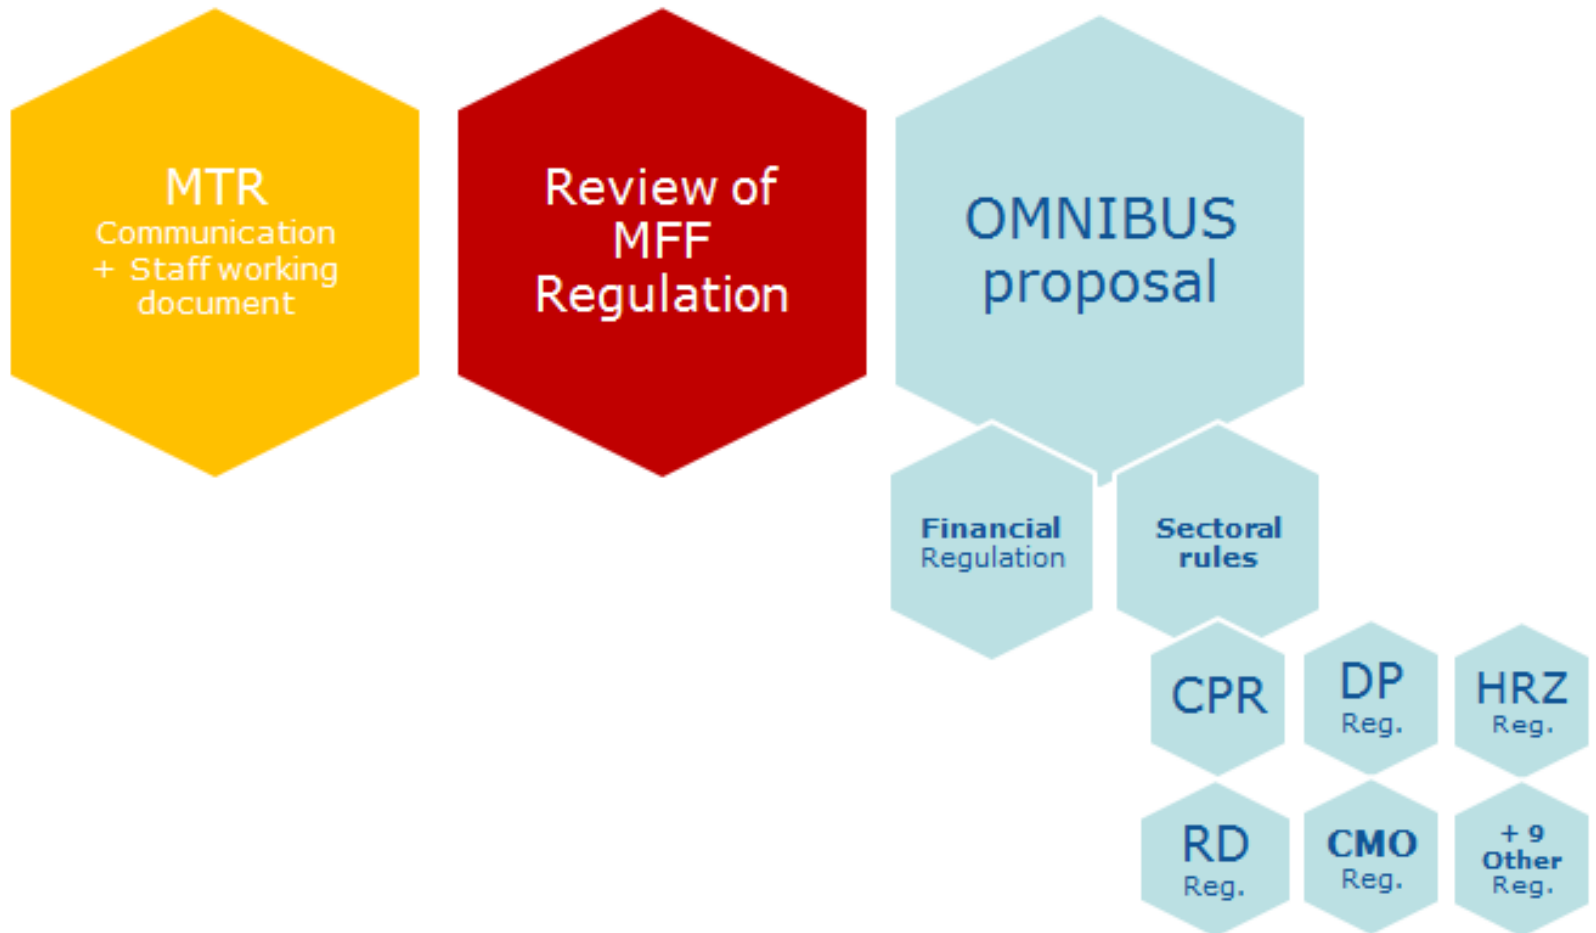 MTR
Communication
+ Staff working
document
Review of
MFF
Regulation
OMNIBUS
proposal
Financial
Regulation
Sectoral
rules
CPR
DP
Reg.
HRZ
Reg.
RD
Reg.
CMO
Reg.
+ 9
Other
Reg.